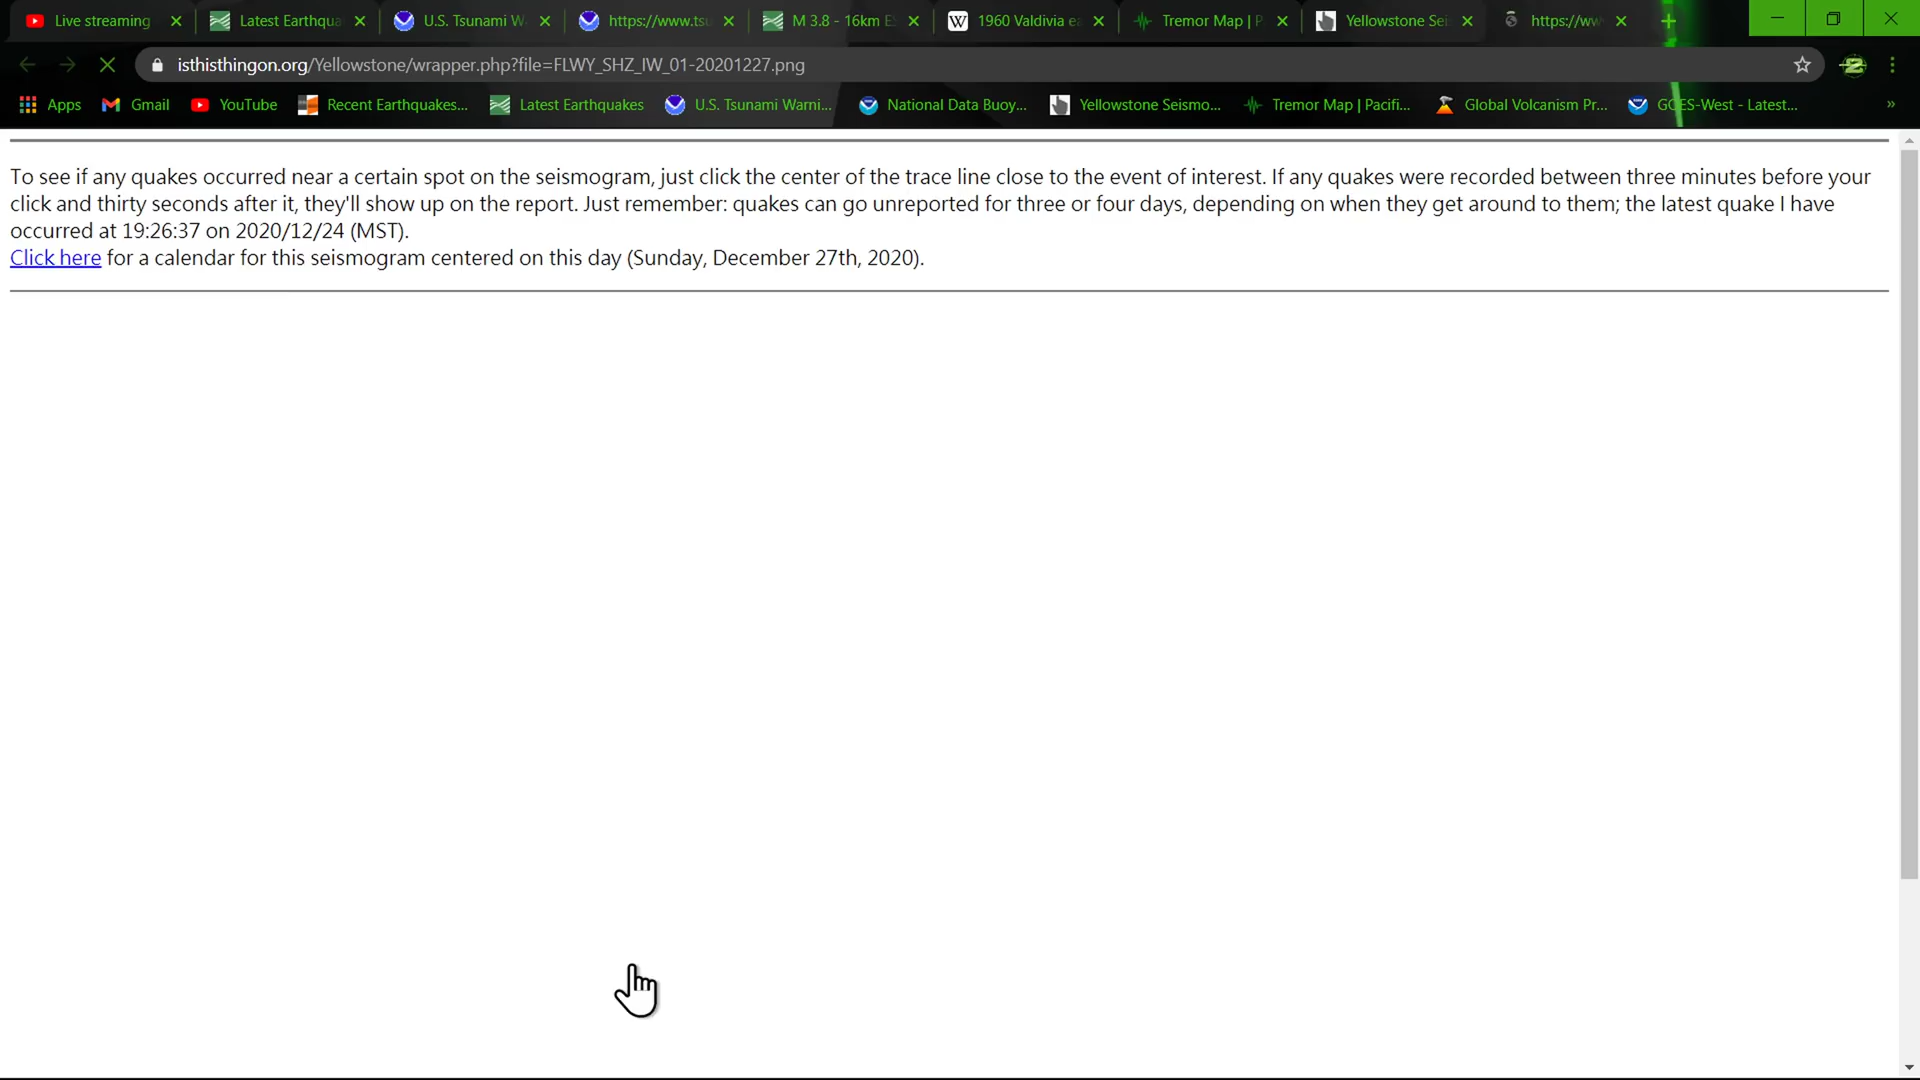 Live streaming
Latest Earthqua
U.S. Tsunami W
https://www.tsu
M 3.8 - 16km E
1960 Valdivia ea
Tremor Map | P
Yellowstone Sei
https://ww
isthisthingon.org/Yellowstone/wrapper.php?file=FLWY_SHZ_IW_01-20201227.png
Apps
Gmail
YouTube
Recent Earthquakes...
Latest Earthquakes
U.S. Tsunami Warni...
National Data Buoy...
Yellowstone Seismo...
Tremor Map | Pacifi...
Global Volcanism Pr...
GOES-West - Latest...
»
To see if any quakes occurred near a certain spot on the seismogram, just click the center of the trace line close to the event of interest. If any quakes were recorded between three minutes before your
click and thirty seconds after it, they'll show up on the report. Just remember: quakes can go unreported for three or four days, depending on when they get around to them; the latest quake I have
occurred at 19:26:37 on 2020/12/24 (MST).
Click here for a calendar for this seismogram centered on this day (Sunday, December 27th, 2020).